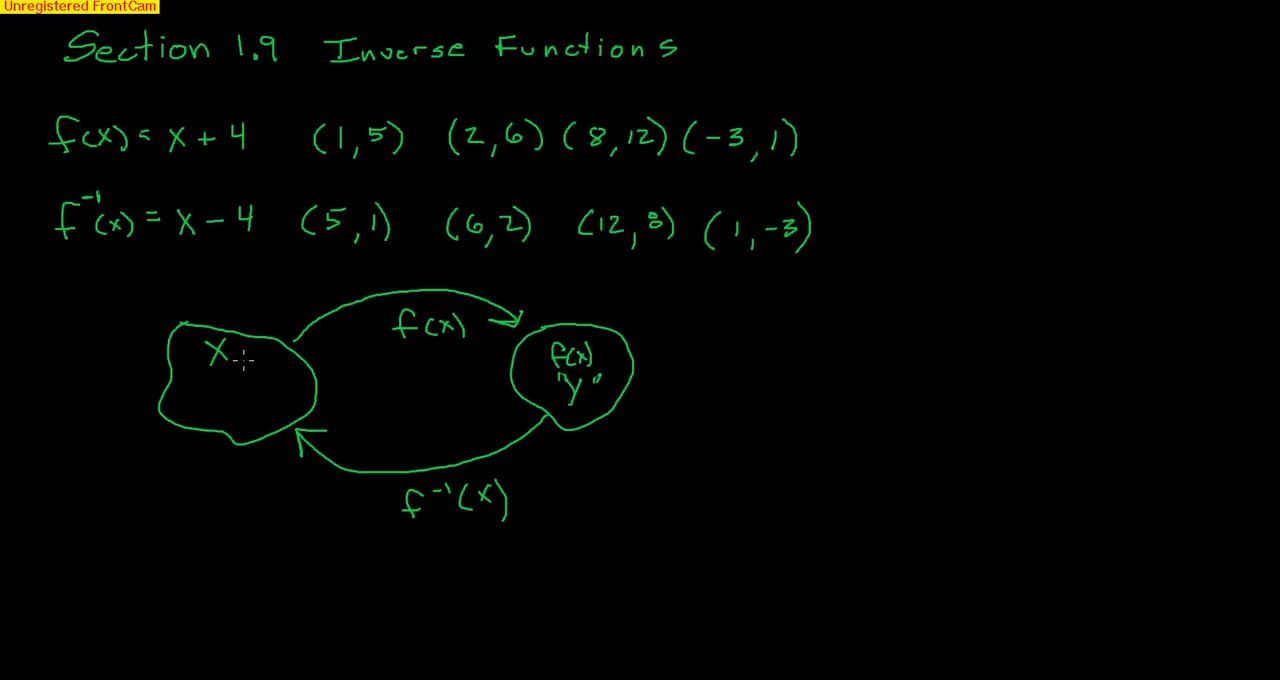 Unregistered FrontCam
Section 1.9 Inverse Functions
f(x) = x + 4 (1,5) (2,6) (8,12) (-3,1)
f⁻¹(x) = x - 4 (5,1) (6,2) (12,8) (1,-3)
f(x)
X
f(x)
"y"
f⁻¹(x)